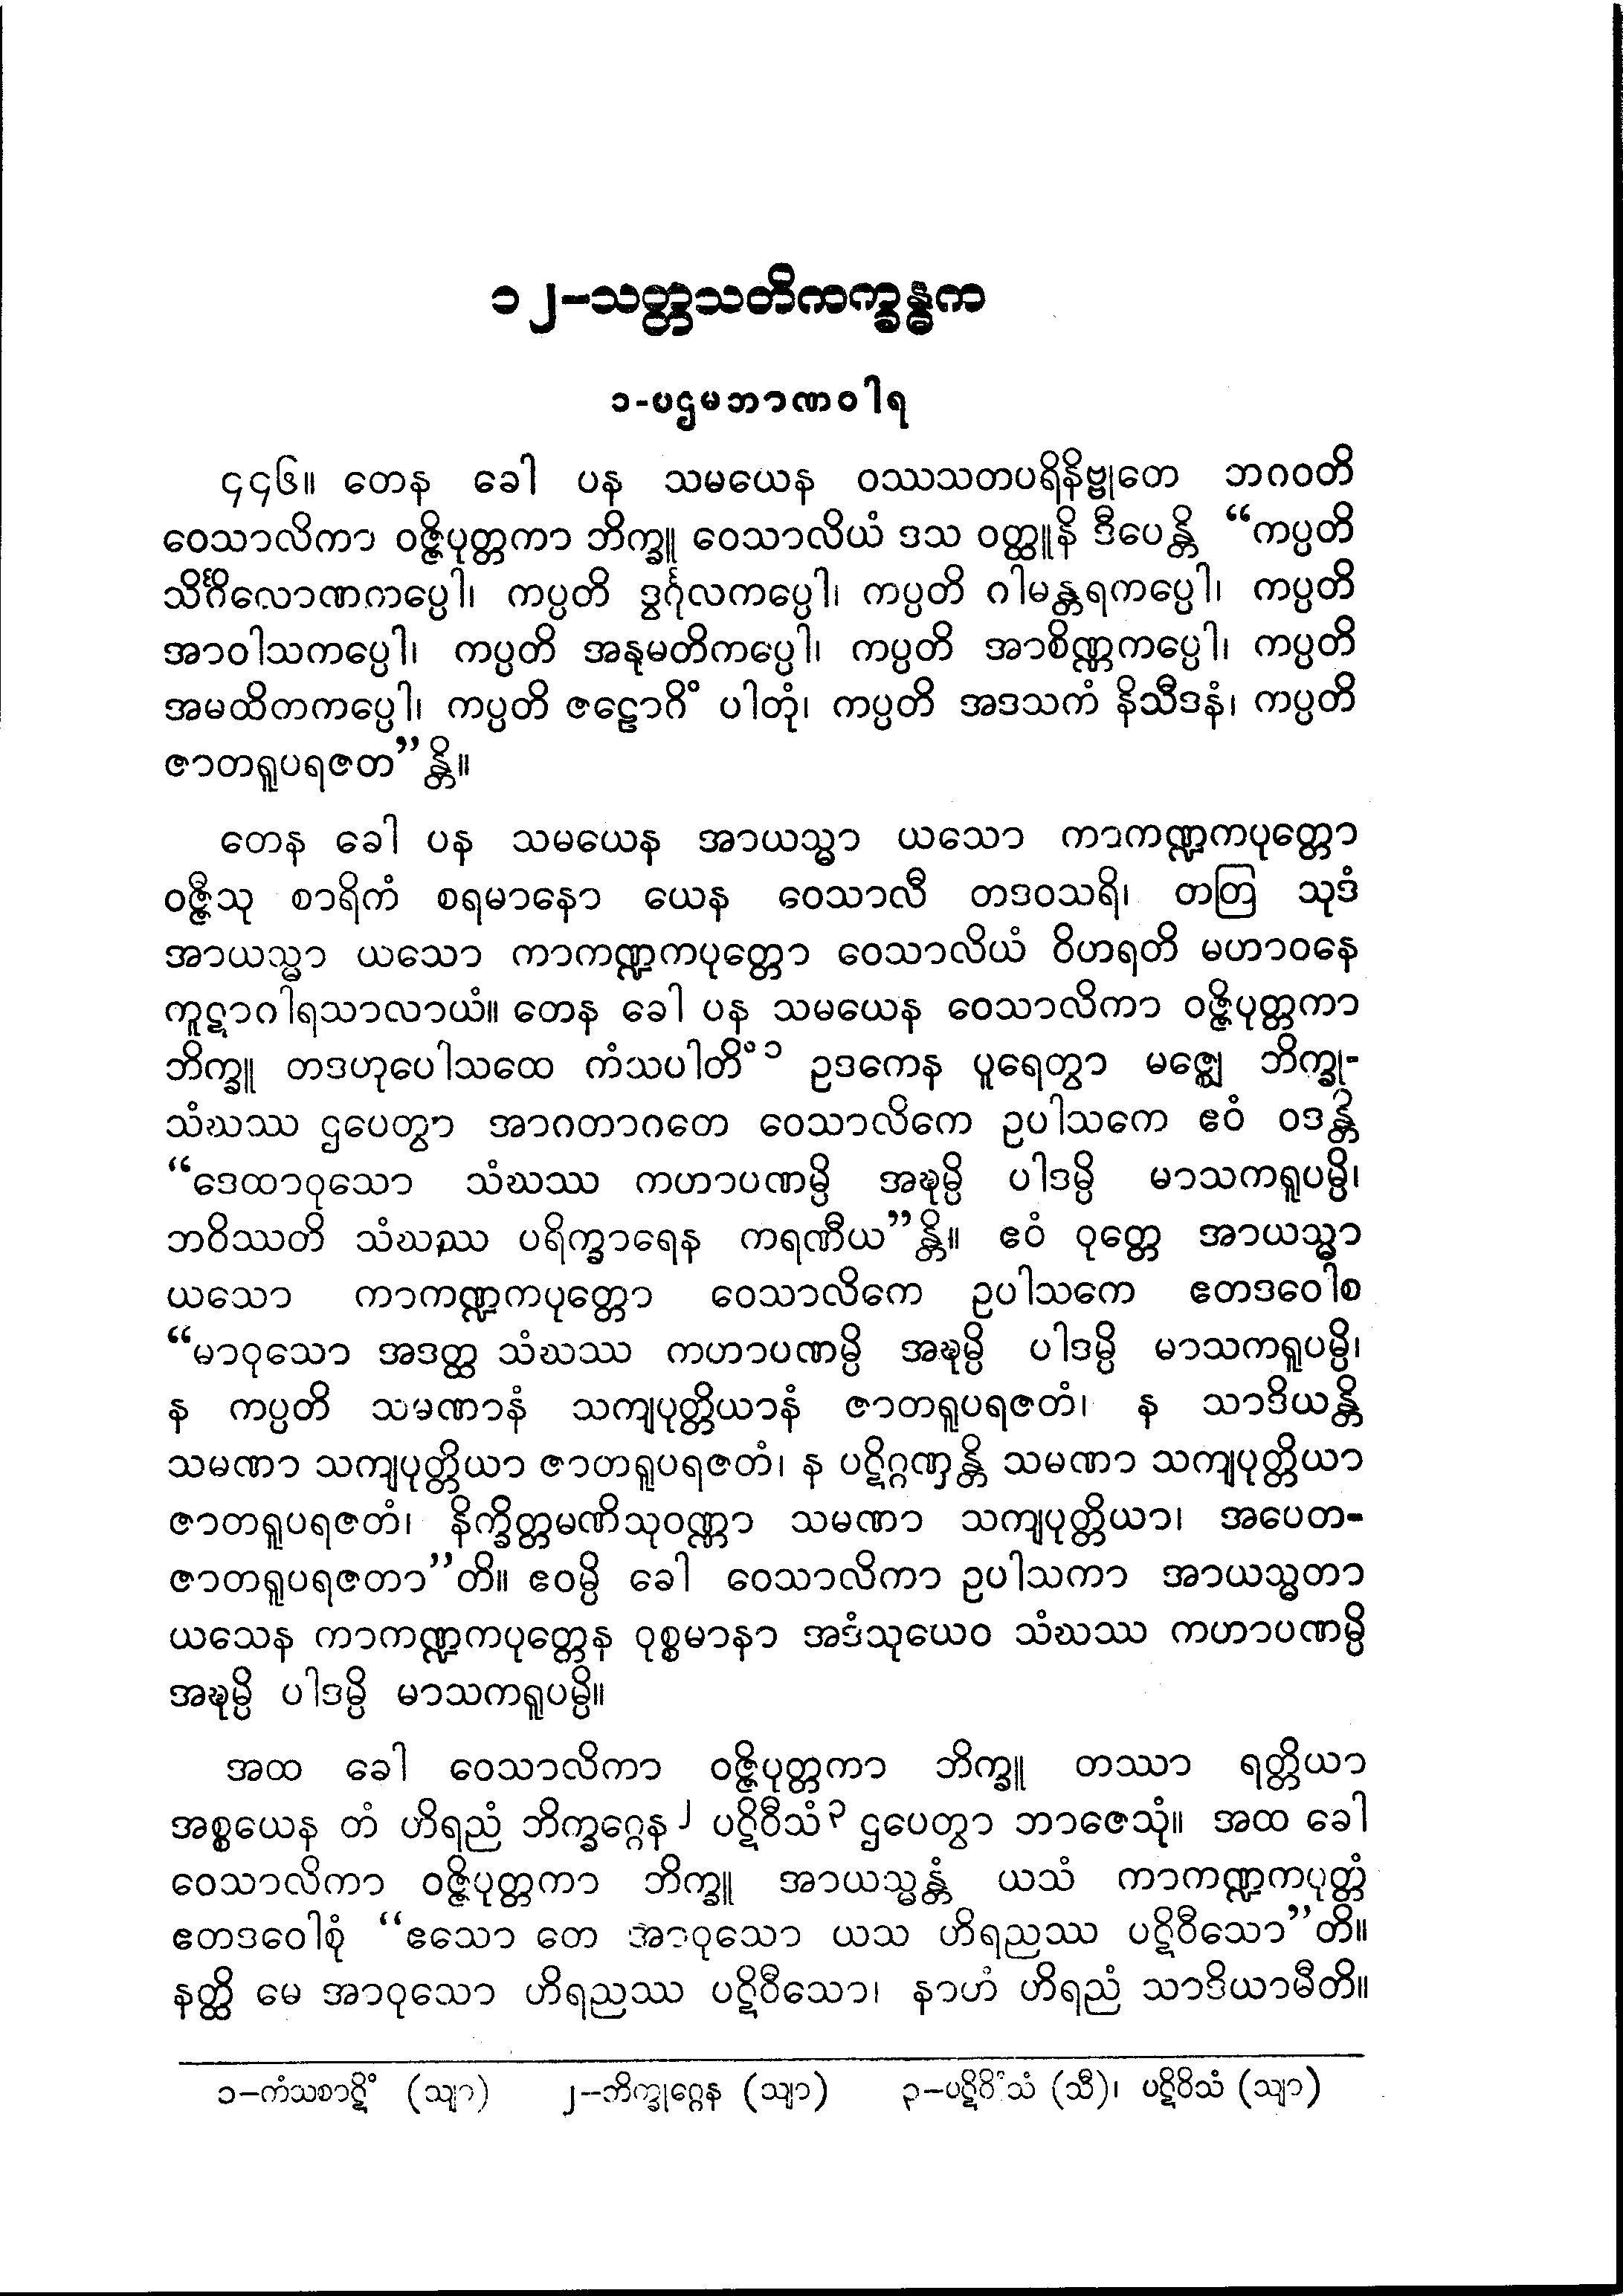 ၁၂–သတ္တသတိကက္ခန္ဓက
၁-ပဌမဘာဏဝါရ
၄၄၆။ တေန ခေါ ပန သမယေန ဝဿသတပရိနိဗ္ဗုတေ ဘဂဝတိ
ဝေသာလိကာ ဝဇ္ဇိပုတ္တကာ ဘိက္ခူ ဝေသာလိယံ ဒသ ဝတ္ထူနိ ဒီပေန္တိ “ကပ္ပတိ
သိင်္ဂိလောဏကပ္ပေါ၊ ကပ္ပတိ ဒွင်္ဂုလကပ္ပေါ၊ ကပ္ပတိ ဂါမန္တရကပ္ပေါ၊ ကပ္ပတိ
အာဝါသကပ္ပေါ၊ ကပ္ပတိ အနုမတိကပ္ပေါ၊ ကပ္ပတိ အာစိဏ္ဏကပ္ပေါ၊ ကပ္ပတိ
အမထိတကပ္ပေါ၊ ကပ္ပတိ ဇဠောဂိံ ပါတုံ၊ ကပ္ပတိ အဒသကံ နိသီဒနံ၊ ကပ္ပတိ
ဇာတရူပရဇတ”န္တိ။
တေန ခေါ ပန သမယေန အာယသ္မာ ယသော ကာကဏ္ဍကပုတ္တော
ဝဇ္ဇီသု စာရိကံ စရမာနော ယေန ဝေသာလီ တဒဝသရိ၊ တတြ သုဒံ
အာယသ္မာ ယသော ကာကဏ္ဍကပုတ္တော ဝေသာလိယံ ဝိဟရတိ မဟာဝနေ
ကူဋာဂါရသာလာယံ။ တေန ခေါ ပန သမယေန ဝေသာလိကာ ဝဇ္ဇိပုတ္တကာ
ဘိက္ခူ တဒဟုပေါသထေ ကံသပါတိံ ၁ ဥဒကေန ပူရေတွာ မဇ္ဈေ ဘိက္ခု-
သံဃဿ ဌပေတွာ အာဂတာဂတေ ဝေသာလိကေ ဥပါသကေ ဧဝံ ဝဒန္တိ
“ဒေထာဝုသော သံဃဿ ကဟာပဏမ္ပိ အဍ္ဎမ္ပိ ပါဒမ္ပိ မာသကရူပမ္ပိ၊
ဘဝိဿတိ သံဃဿ ပရိက္ခာရေန ကရဏီယ”န္တိ။ ဧဝံ ဝုတ္တေ အာယသ္မာ
ယသော ကာကဏ္ဍကပုတ္တော ဝေသာလိကေ ဥပါသကေ ဧတဒဝေါစ
“မာဝုသော အဒတ္ထ သံဃဿ ကဟာပဏမ္ပိ အဍ္ဎမ္ပိ ပါဒမ္ပိ မာသကရူပမ္ပိ၊
န ကပ္ပတိ သမဏာနံ သကျပုတ္တိယာနံ ဇာတရူပရဇတံ၊ န သာဒိယန္တိ
သမဏာ သကျပုတ္တိယာ ဇာတရူပရဇတံ၊ န ပဋိဂ္ဂဏှန္တိ သမဏာ သကျပုတ္တိယာ
ဇာတရူပရဇတံ၊ နိက္ခိတ္တမဏိသုဝဏ္ဏာ သမဏာ သကျပုတ္တိယာ၊ အပေတ-
ဇာတရူပရဇတာ”တိ။ ဧဝမ္ပိ ခေါ ဝေသာလိကာ ဥပါသကာ အာယသ္မတာ
ယသေန ကာကဏ္ဍကပုတ္တေန ဝုစ္စမာနာ အဒံသုယေဝ သံဃဿ ကဟာပဏမ္ပိ
အဍ္ဎမ္ပိ ပါဒမ္ပိ မာသကရူပမ္ပိ။
အထ ခေါ ဝေသာလိကာ ဝဇ္ဇိပုတ္တကာ ဘိက္ခူ တဿာ ရတ္တိယာ
အစ္စယေန တံ ဟိရညံ ဘိက္ခဂ္ဂေန ၂ ပဋိဝီသံ ၃ ဌပေတွာ ဘာဇေသုံ။ အထ ခေါ
ဝေသာလိကာ ဝဇ္ဇိပုတ္တကာ ဘိက္ခူ အာယသ္မန္တံ ယသံ ကာကဏ္ဍကပုတ္တံ
ဧတဒဝေါစုံ “ဧသော တေ အာဝုသော ယသ ဟိရညဿ ပဋိဝီသော”တိ။
နတ္ထိ မေ အာဝုသော ဟိရညဿ ပဋိဝီသော၊ နာဟံ ဟိရညံ သာဒိယာမီတိ။
၁–ကံသစာဋိံ (သျာ) ၂–ဘိက္ခုဂ္ဂေန (သျာ) ၃–ပဋိဝိံသံ (သီ)၊ ပဋိဝိသံ (သျာ)